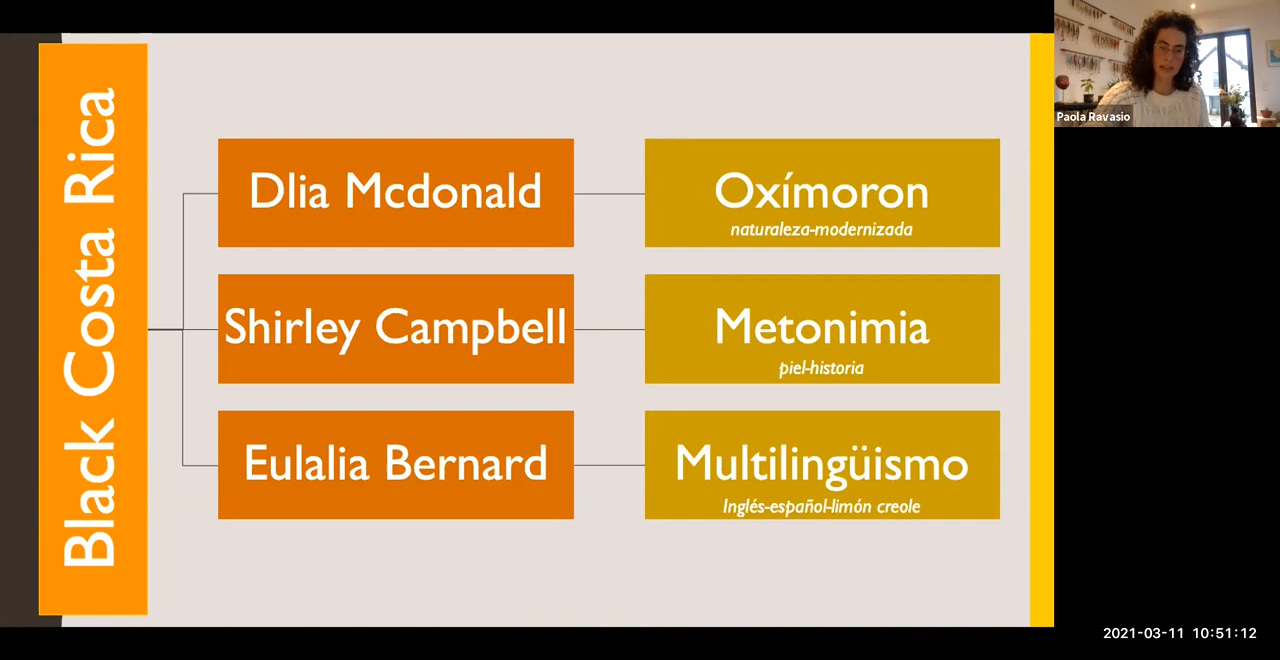 Black Costa Rica
Dlia Mcdonald
Oxímoron
naturaleza-modernizada
Shirley Campbell
Metonimia
piel-historia
Eulalia Bernard
Multilingüismo
Inglés-español-limón creole
Paola Ravasio
2021-03-11 10:51:12